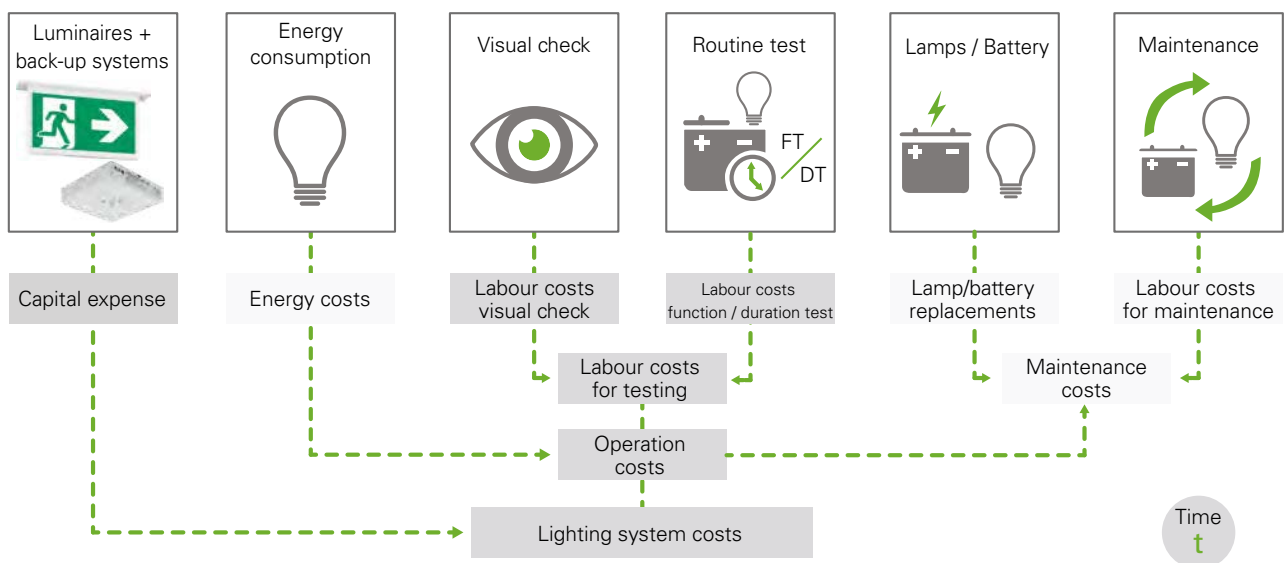 Luminaires +
back-up systems
Energy
consumption
Visual check
Routine test
FT
DT
Lamps / Battery
Maintenance
Capital expense
Energy costs
Labour costs
visual check
Labour costs
function / duration test
Lamp/battery
replacements
Labour costs
for maintenance
Labour costs
for testing
Maintenance
costs
Operation
costs
Lighting system costs
Time
t